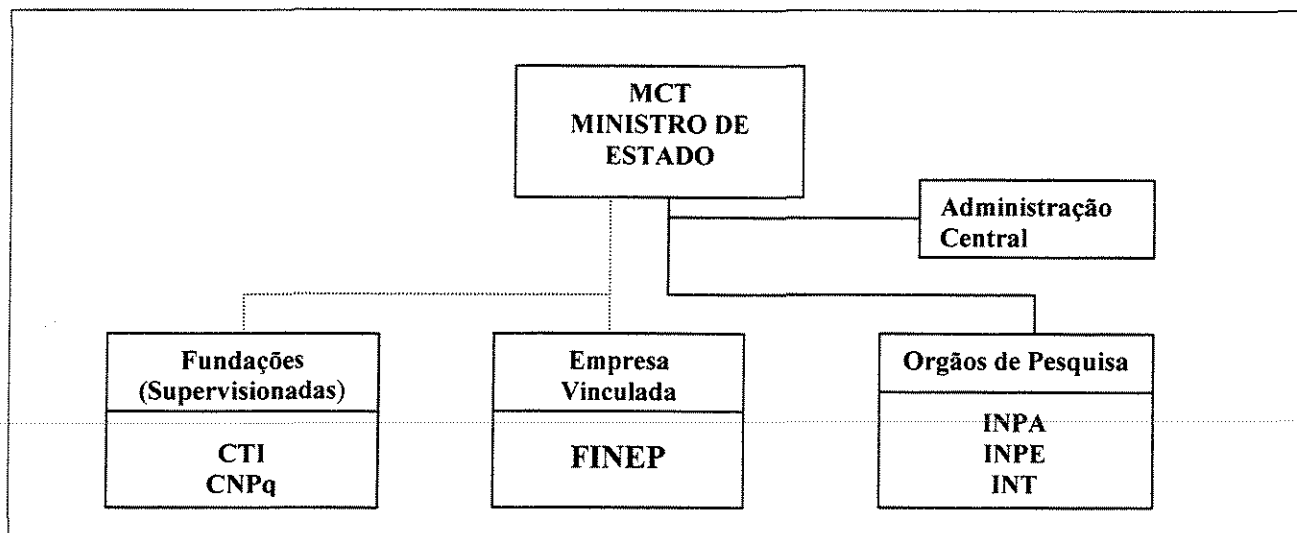 MCT
MINISTRO DE
ESTADO
Administração
Central
Fundações
(Supervisionadas)
CTI
CNPq
Empresa
Vinculada
FINEP
Orgãos de Pesquisa
INPA
INPE
INT